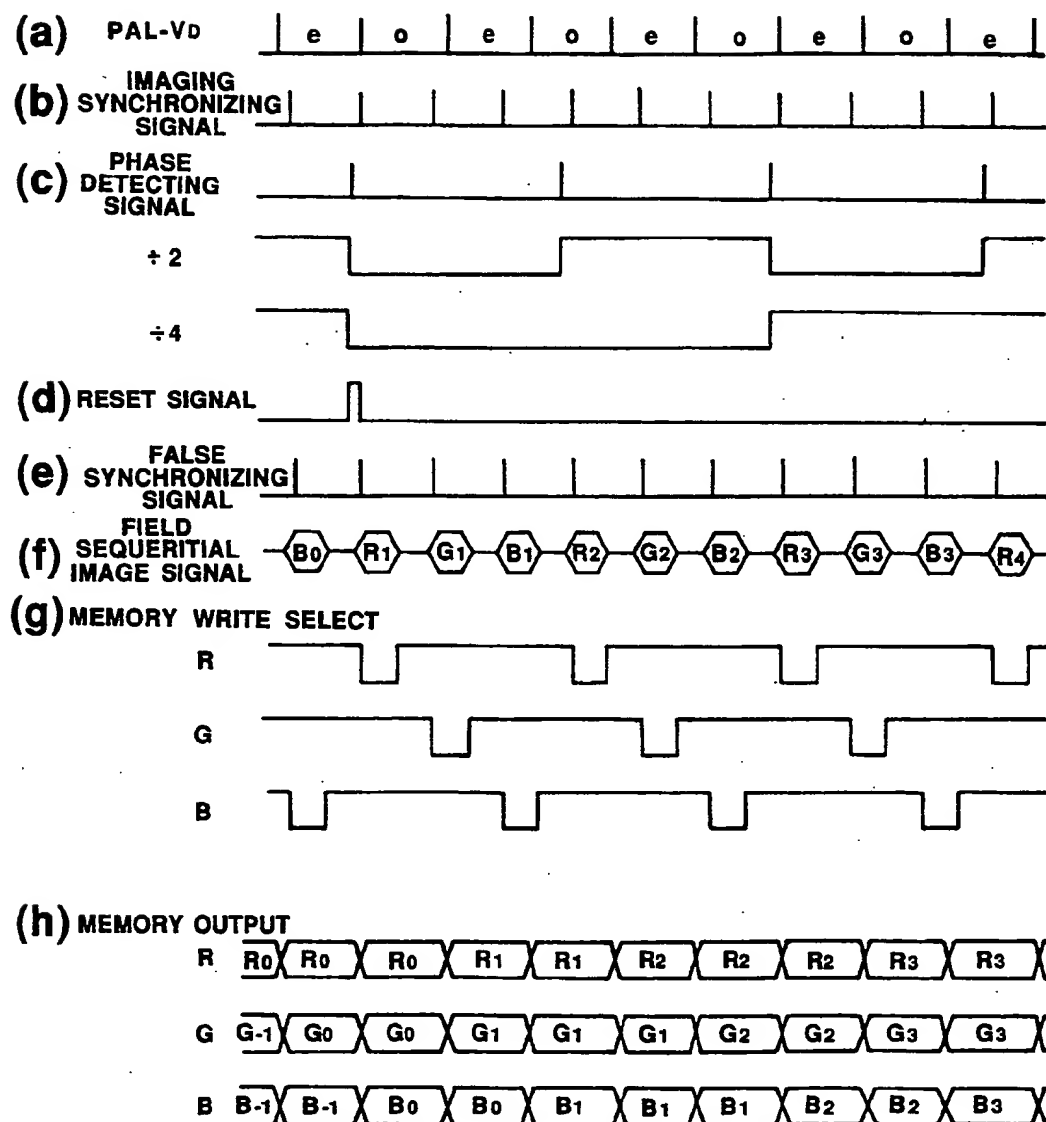 (a) PAL-VD e o e o e o e o e
(b) IMAGING
SYNCHRONIZING
SIGNAL
(c) PHASE
DETECTING
SIGNAL
÷2
÷4
(d) RESET SIGNAL
(e) FALSE
SYNCHRONIZING
SIGNAL
(f) FIELD
SEQUERITIAL
IMAGE SIGNAL
B0 R1 G1 B1 R2 G2 B2 R3 G3 B3 R4
(g) MEMORY WRITE SELECT
R
G
B
(h) MEMORY OUTPUT
R R0 R0 R0 R1 R1 R2 R2 R2 R3 R3
G G-1 G0 G0 G1 G1 G1 G2 G2 G3 G3
B B-1 B-1 B0 B0 B1 B1 B1 B2 B2 B3